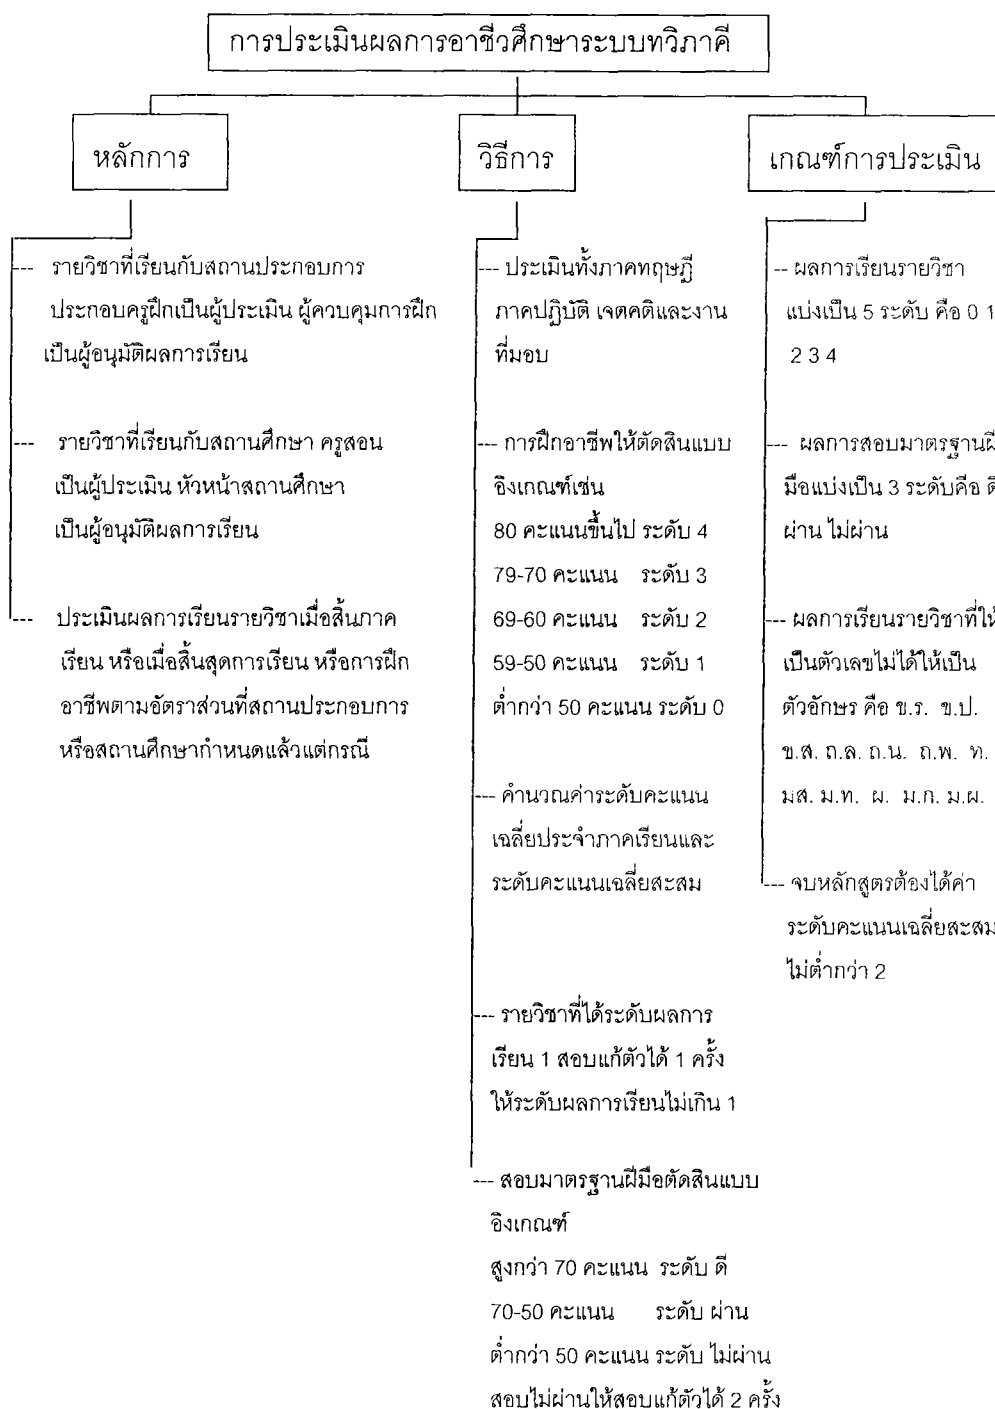 การประเมินผลการอาชีวศึกษาระบบทวิภาคี
หลักการ
--- รายวิชาที่เรียนกับสถานประกอบการ
ประกอบครูฝึกเป็นผู้ประเมิน ผู้ควบคุมการฝึก
เป็นผู้อนุมัติผลการเรียน
--- รายวิชาที่เรียนกับสถานศึกษา ครูสอน
เป็นผู้ประเมิน หัวหน้าสถานศึกษา
เป็นผู้อนุมัติผลการเรียน
--- ประเมินผลการเรียนรายวิชาเมื่อสิ้นภาค
เรียน หรือเมื่อสิ้นสุดการเรียน หรือการฝึก
อาชีพตามอัตราส่วนที่สถานประกอบการ
หรือสถานศึกษากำหนดแล้วแต่กรณี
วิธีการ
--- ประเมินทั้งภาคทฤษฎี
ภาคปฏิบัติ เจตคติและงาน
ที่มอบ
--- การฝึกอาชีพให้ตัดสินแบบ
อิงเกณฑ์เช่น
80 คะแนนขึ้นไป ระดับ 4
79-70 คะแนน ระดับ 3
69-60 คะแนน ระดับ 2
59-50 คะแนน ระดับ 1
ต่ำกว่า 50 คะแนน ระดับ 0
--- คำนวณค่าระดับคะแนน
เฉลี่ยประจำภาคเรียนและ
ระดับคะแนนเฉลี่ยสะสม
--- รายวิชาที่ได้ระดับผลการ
เรียน 1 สอบแก้ตัวได้ 1 ครั้ง
ให้ระดับผลการเรียนไม่เกิน 1
--- สอบมาตรฐานฝีมือตัดสินแบบ
อิงเกณฑ์
สูงกว่า 70 คะแนน ระดับ ดี
70-50 คะแนน ระดับ ผ่าน
ต่ำกว่า 50 คะแนน ระดับ ไม่ผ่าน
สอบไม่ผ่านให้สอบแก้ตัวได้ 2 ครั้ง
เกณฑ์การประเมิน
-- ผลการเรียนรายวิชา
แบ่งเป็น 5 ระดับ คือ 0 1
2 3 4
--- ผลการสอบมาตรฐานฝี
มือแบ่งเป็น 3 ระดับคือ ดี
ผ่าน ไม่ผ่าน
--- ผลการเรียนรายวิชาที่ให้
เป็นตัวเลขไม่ได้ให้เป็น
ตัวอักษร คือ ข.ร. ข.ป.
ข.ส. ถ.ล. ถ.น. ถ.พ. ท.
มส. ม.ท. ผ. ม.ก. ม.ผ.
--- จบหลักสูตรต้องได้ค่า
ระดับคะแนนเฉลี่ยสะสม
ไม่ต่ำกว่า 2